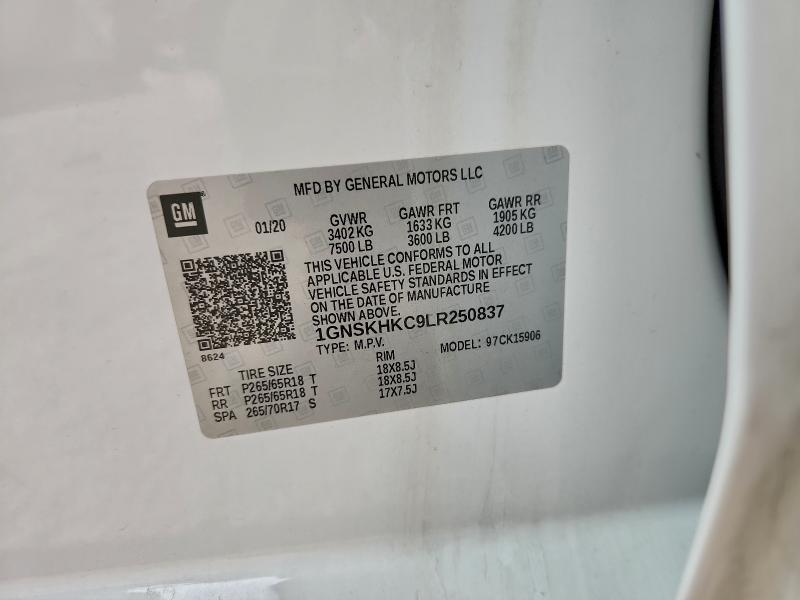 MFD BY GENERAL MOTORS LLC
GM
01/20
GVWR GAWR FRT GAWR RR
3402 KG 1633 KG 1905 KG
7500 LB 3600 LB 4200 LB
THIS VEHICLE CONFORMS TO ALL
APPLICABLE U.S. FEDERAL MOTOR
VEHICLE SAFETY STANDARDS IN EFFECT
ON THE DATE OF MANUFACTURE
SHOWN ABOVE.
1GNSKHKC9LR250837
TYPE: M.P.V. MODEL: 97CK15906
8624
TIRE SIZE RIM
FRT P265/65R18 T 18X8.5J
RR P265/65R18 T 18X8.5J
SPA 265/70R17 S 17X7.5J